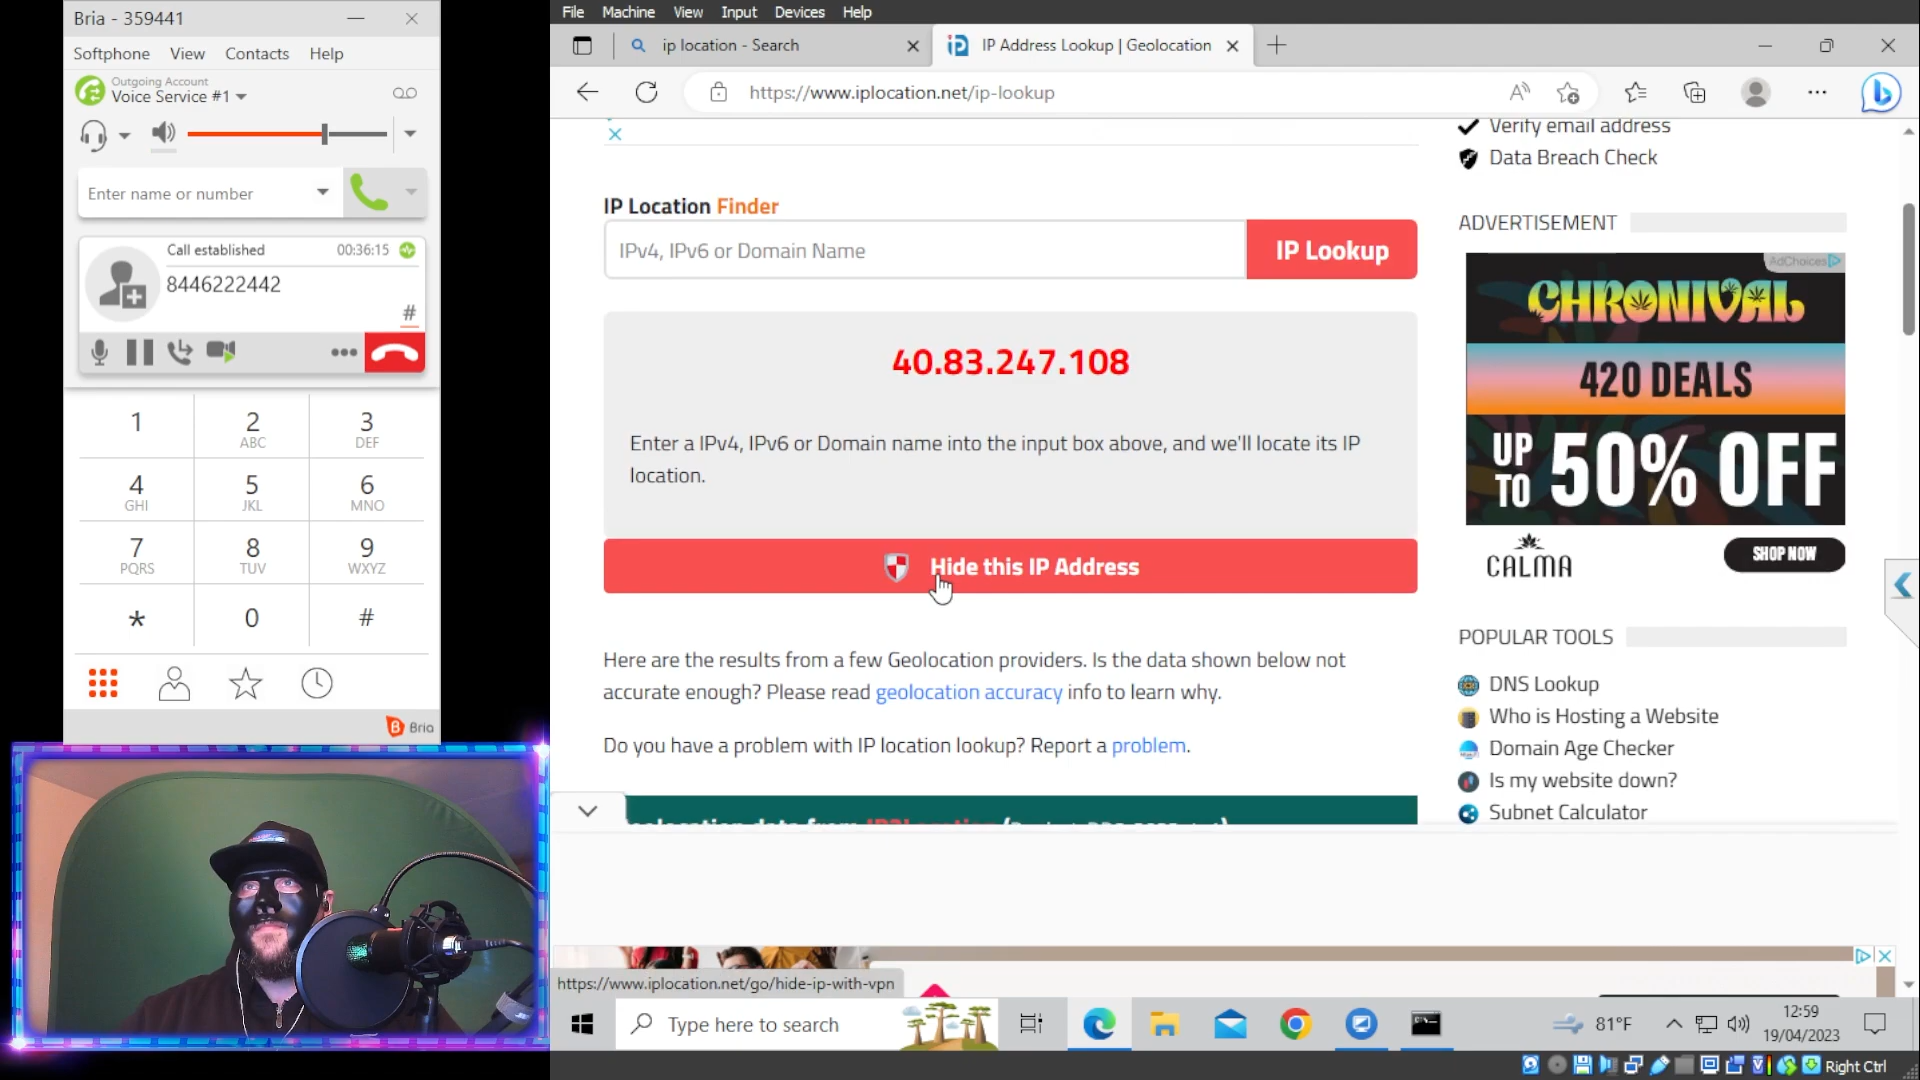 Bria - 359441
Softphone View Contacts Help
Outgoing Account
Voice Service #1
Enter name or number
Call established 00:36:15
8446222442
#
1 2 3
ABC DEF
4 5 6
GHI JKL MNO
7 8 9
PQRS TUV WXYZ
* 0 #
Bria
File Machine View Input Devices Help
ip location - Search
IP Address Lookup | Geolocation
https://www.iplocation.net/ip-lookup
IP Location Finder
IPv4, IPv6 or Domain Name
IP Lookup
40.83.247.108
Enter a IPv4, IPv6 or Domain name into the input box above, and we'll locate its IP
location.
Hide this IP Address
Here are the results from a few Geolocation providers. Is the data shown below not
accurate enough? Please read geolocation accuracy info to learn why.
Do you have a problem with IP location lookup? Report a problem.
Verify email address
Data Breach Check
ADVERTISEMENT
AdChoices
CHRONIVAL
420 DEALS
UP TO 50% OFF
CALMA
SHOP NOW
POPULAR TOOLS
DNS Lookup
Who is Hosting a Website
Domain Age Checker
Is my website down?
Subnet Calculator
https://www.iplocation.net/go/hide-ip-with-vpn
Type here to search
81°F
12:59
19/04/2023
Right Ctrl